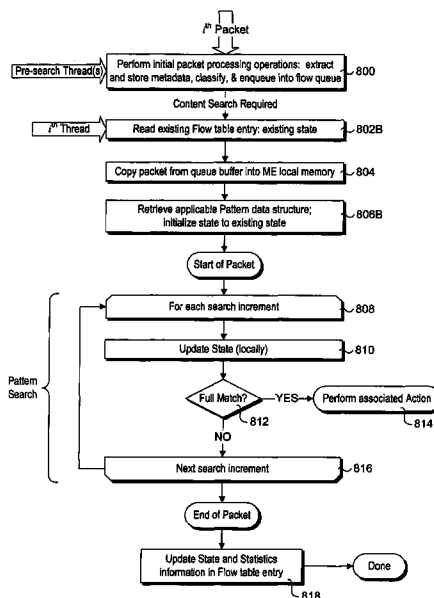 i th Packet
Pre-search Thread(s)
Perform initial packet processing operations: extract
and store metadata, classify, & enqueue into flow queue
800
Content Search Required
i th Thread
Read existing Flow table entry: existing state
802B
Copy packet from queue buffer into ME local memory
804
Retrieve applicable Pattern data structure;
initialize state to existing state
806B
Start of Packet
For each search increment
808
Update State (locally)
810
Pattern
Search
Full Match?
812
YES
Perform associated Action
814
NO
Next search increment
816
End of Packet
Update State and Statistics
information in Flow table entry
818
Done